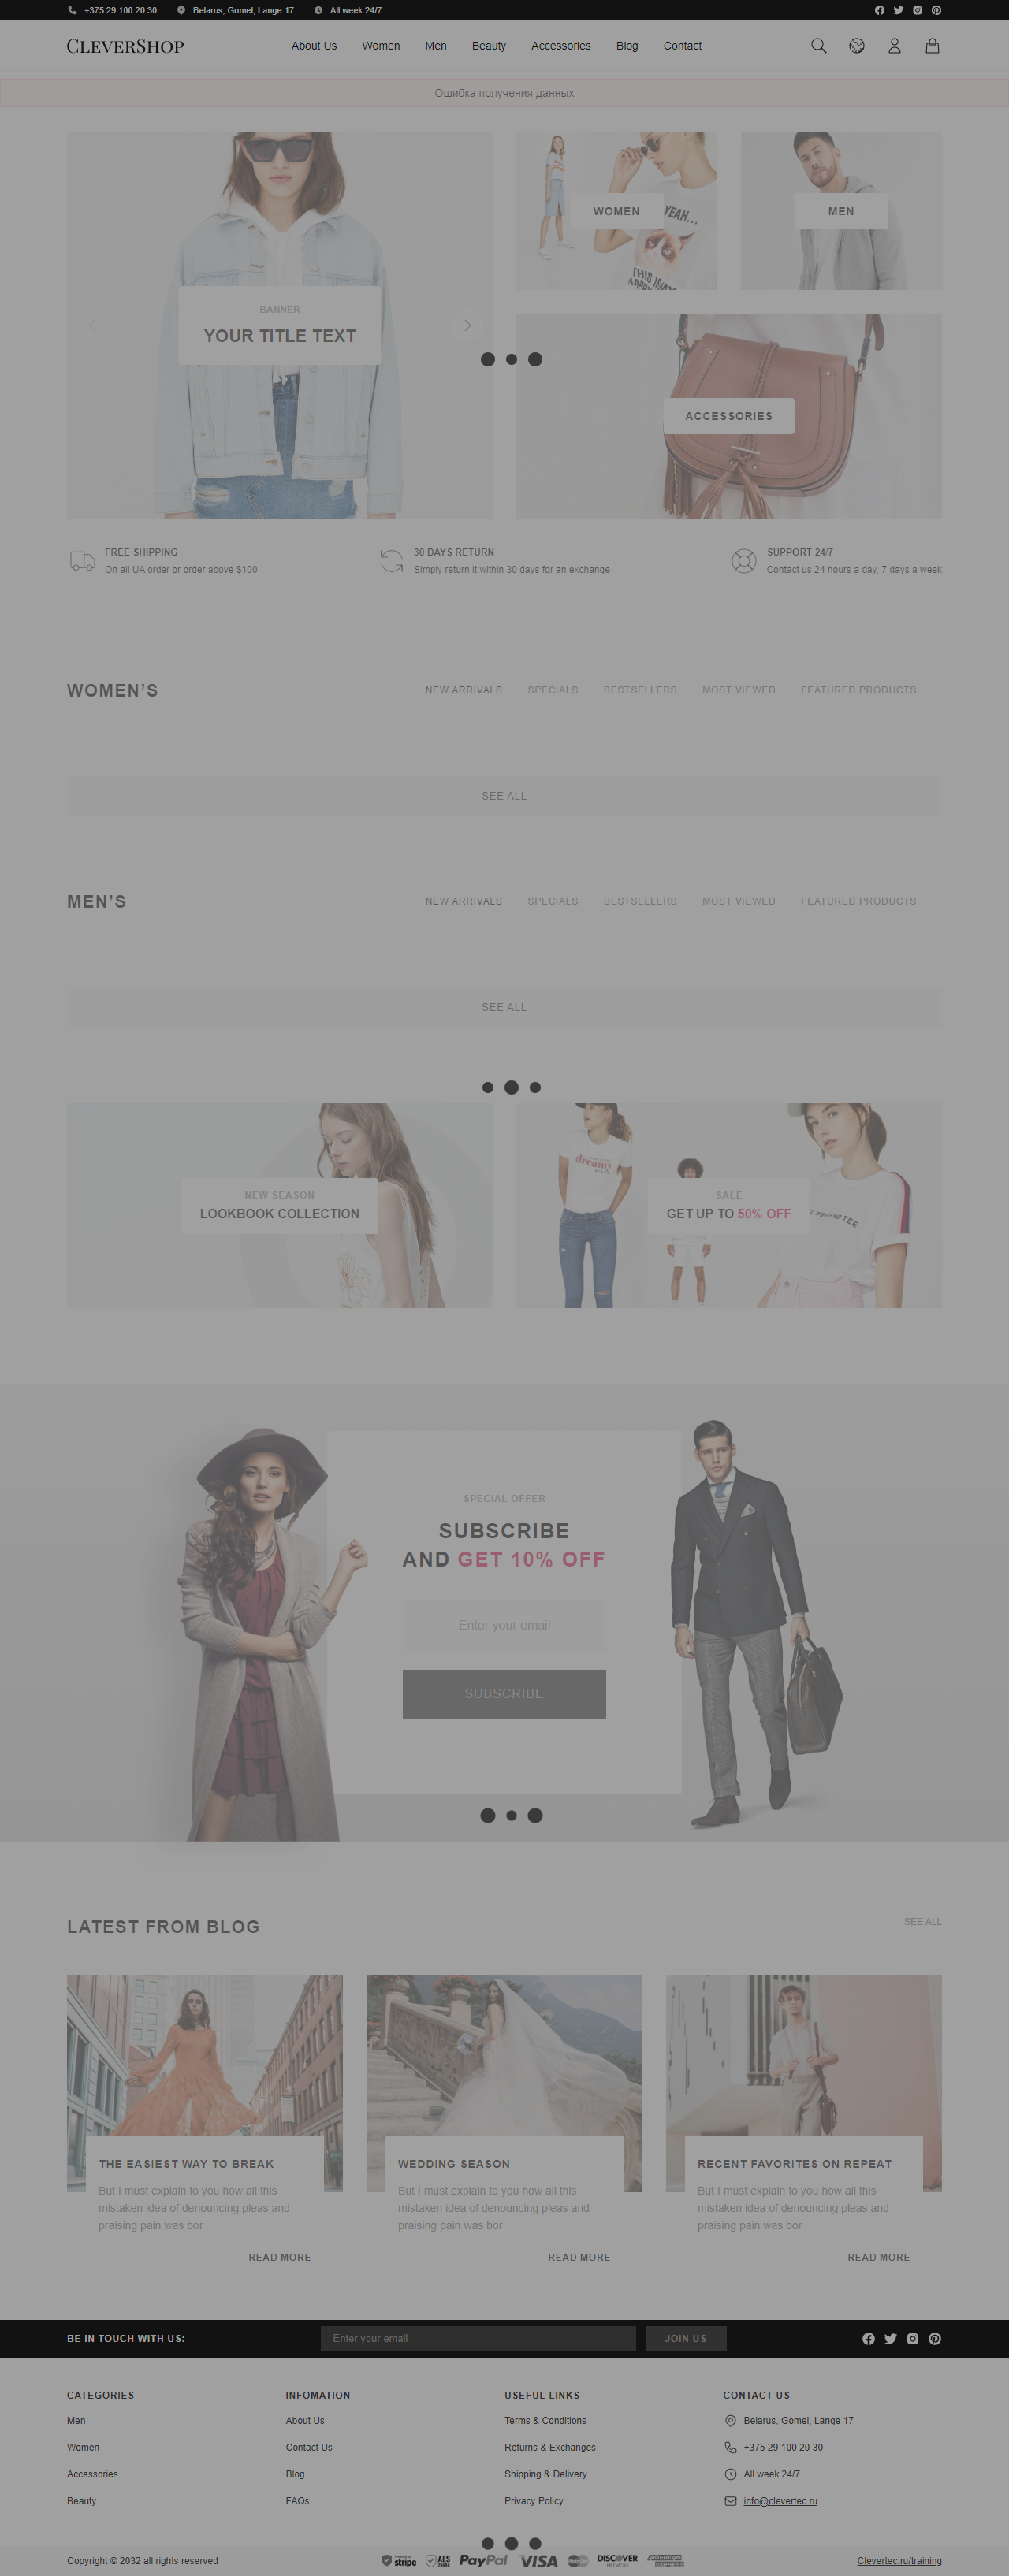 +375 29 100 20 30 Belarus, Gomel, Lange 17 All week 24/7
CLEVERSHOP About Us Women Men Beauty Accessories Blog Contact
Ошибка получения данных
BANNER
YOUR TITLE TEXT
WOMEN
YEAH...
MEN
ACCESSORIES
FREE SHIPPING
On all UA order or order above $100
30 DAYS RETURN
Simply return it within 30 days for an exchange
SUPPORT 24/7
Contact us 24 hours a day, 7 days a week
WOMEN'S NEW ARRIVALS SPECIALS BESTSELLERS MOST VIEWED FEATURED PRODUCTS
SEE ALL
MEN'S NEW ARRIVALS SPECIALS BESTSELLERS MOST VIEWED FEATURED PRODUCTS
SEE ALL
NEW SEASON
LOOKBOOK COLLECTION
dreamy
SALE
GET UP TO 50% OFF
SPECIAL OFFER
SUBSCRIBE
AND GET 10% OFF
Enter your email
SUBSCRIBE
LATEST FROM BLOG SEE ALL
THE EASIEST WAY TO BREAK
But I must explain to you how all this
mistaken idea of denouncing pleas and
praising pain was bor
READ MORE
WEDDING SEASON
But I must explain to you how all this
mistaken idea of denouncing pleas and
praising pain was bor
READ MORE
RECENT FAVORITES ON REPEAT
But I must explain to you how all this
mistaken idea of denouncing pleas and
praising pain was bor
READ MORE
BE IN TOUCH WITH US: Enter your email JOIN US
CATEGORIES
Men
Women
Accessories
Beauty
INFOMATION
About Us
Contact Us
Blog
FAQs
USEFUL LINKS
Terms & Conditions
Returns & Exchanges
Shipping & Delivery
Privacy Policy
CONTACT US
Belarus, Gomel, Lange 17
+375 29 100 20 30
All week 24/7
info@clevertec.ru
Copyright © 2032 all rights reserved stripe AES PayPal VISA DISCOVER NETWORK AMERICAN EXPRESS Clevertec.ru/training